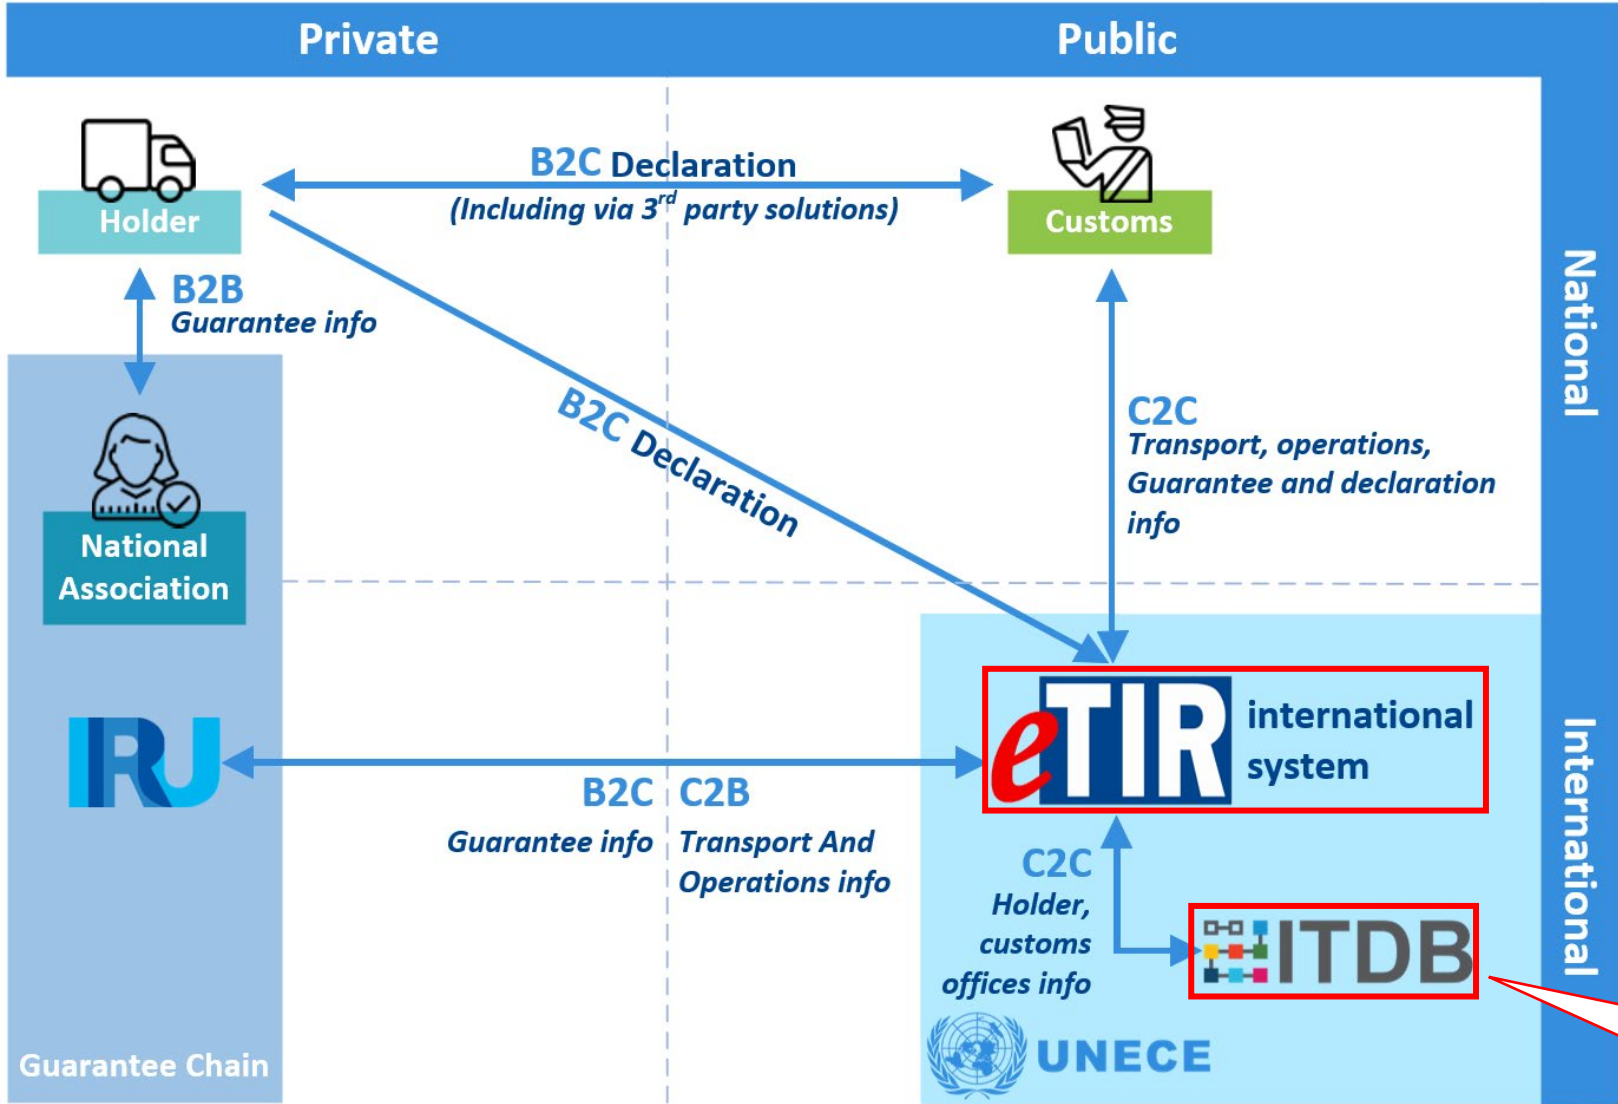 Private
Public
National
International
Holder
B2C Declaration
(Including via 3rd party solutions)
Customs
B2B
Guarantee info
B2C Declaration
C2C
Transport, operations,
Guarantee and declaration
info
National
Association
IRU
eTIR
international
system
B2C
Guarantee info
C2B
Transport And
Operations info
C2C
Holder,
customs
offices info
ITDB
UNECE
Guarantee Chain